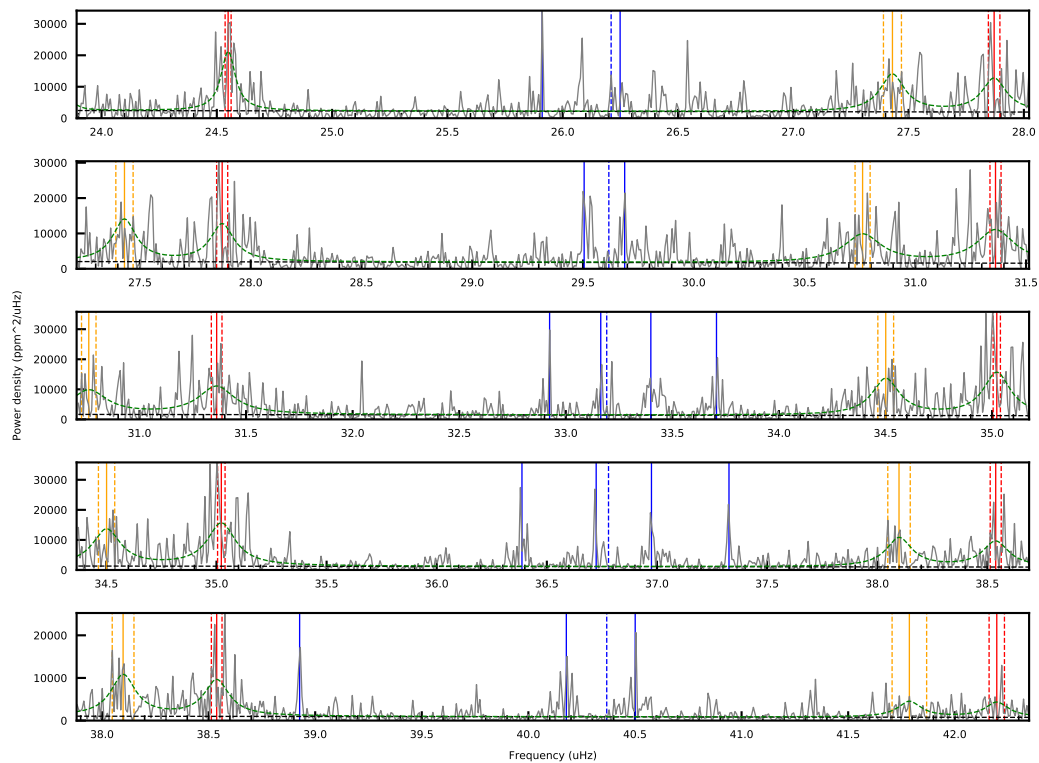 30000
20000
10000
0
24.0 24.5 25.0 25.5 26.0 26.5 27.0 27.5 28.0
30000
20000
10000
0
27.5 28.0 28.5 29.0 29.5 30.0 30.5 31.0 31.5
Power density (ppm^2/uHz)
30000
20000
10000
0
31.0 31.5 32.0 32.5 33.0 33.5 34.0 34.5 35.0
30000
20000
10000
0
34.5 35.0 35.5 36.0 36.5 37.0 37.5 38.0 38.5
20000
10000
0
38.0 38.5 39.0 39.5 40.0 40.5 41.0 41.5 42.0
Frequency (uHz)